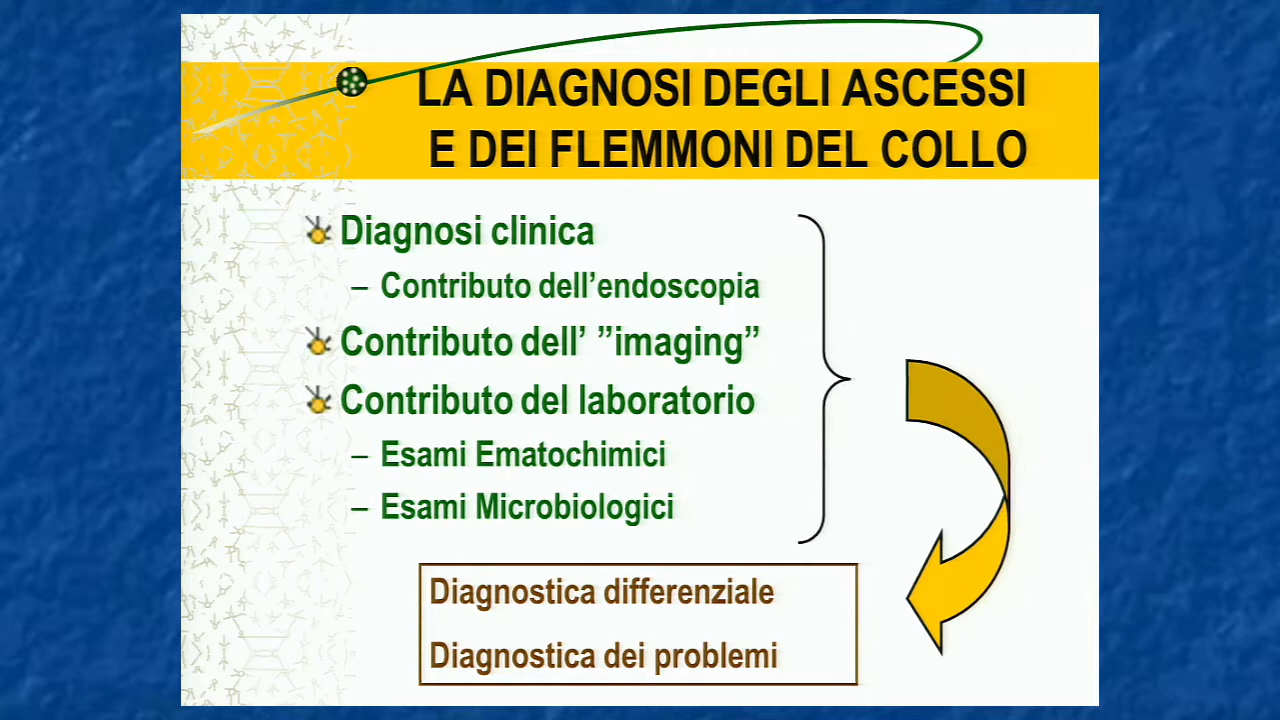 LA DIAGNOSI DEGLI ASCESSI
E DEI FLEMMONI DEL COLLO
Diagnosi clinica
– Contributo dell’endoscopia
Contributo dell’ ”imaging”
Contributo del laboratorio
– Esami Ematochimici
– Esami Microbiologici
Diagnostica differenziale
Diagnostica dei problemi